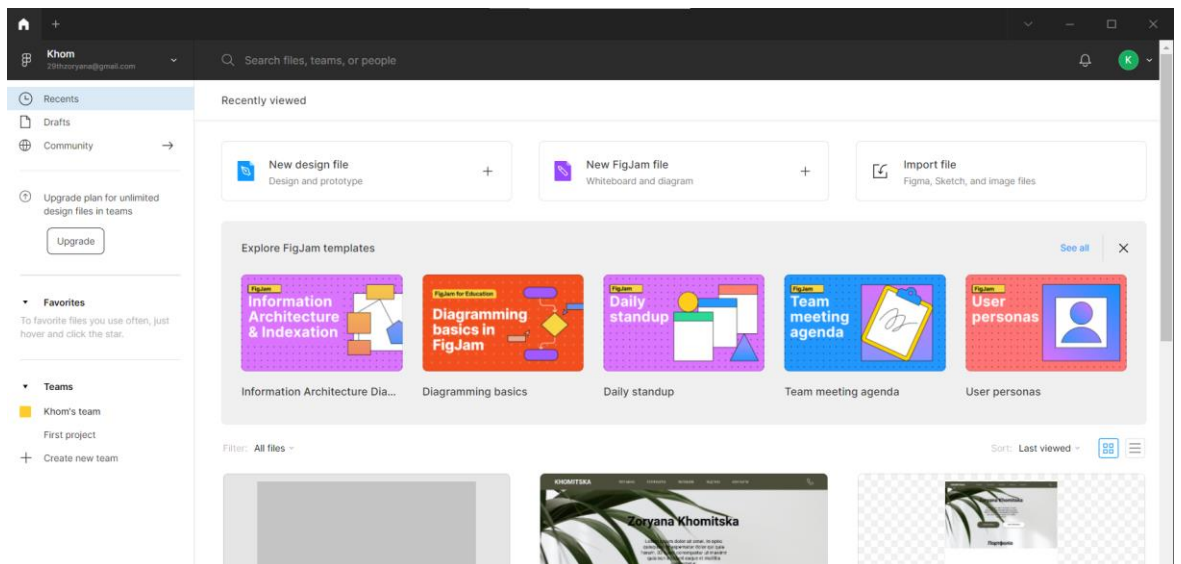 Khom
29thzoryana@gmail.com
Search files, teams, or people
K
Recents
Drafts
Community
Upgrade plan for unlimited
design files in teams
Upgrade
Favorites
To favorite files you use often, just
hover and click the star.
Teams
Khom's team
First project
Create new team
Recently viewed
New design file
Design and prototype
New FigJam file
Whiteboard and diagram
Import file
Figma, Sketch, and image files
Explore FigJam templates
See all
FigJam
Information
Architecture
& Indexation
Information Architecture Dia...
FigJam for Education
Diagramming
basics in
FigJam
Diagramming basics
FigJam
Daily
standup
Daily standup
FigJam
Team
meeting
agenda
Team meeting agenda
FigJam
User
personas
User personas
Filter: All files
Sort: Last viewed
KHOMITSKA
Zoryana Khomitska
Zoryana Khomitska
Портфоліо